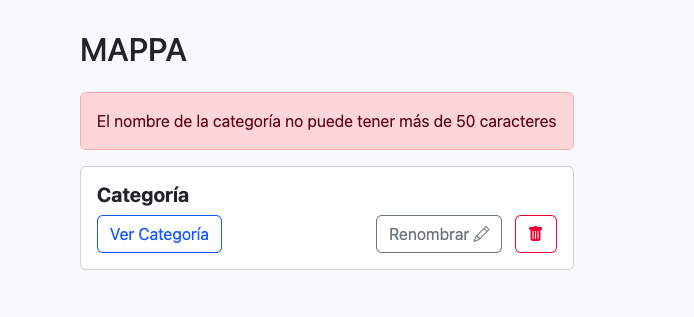 MAPPA
El nombre de la categoría no puede tener más de 50 caracteres
Categoría
Ver Categoría
Renombrar